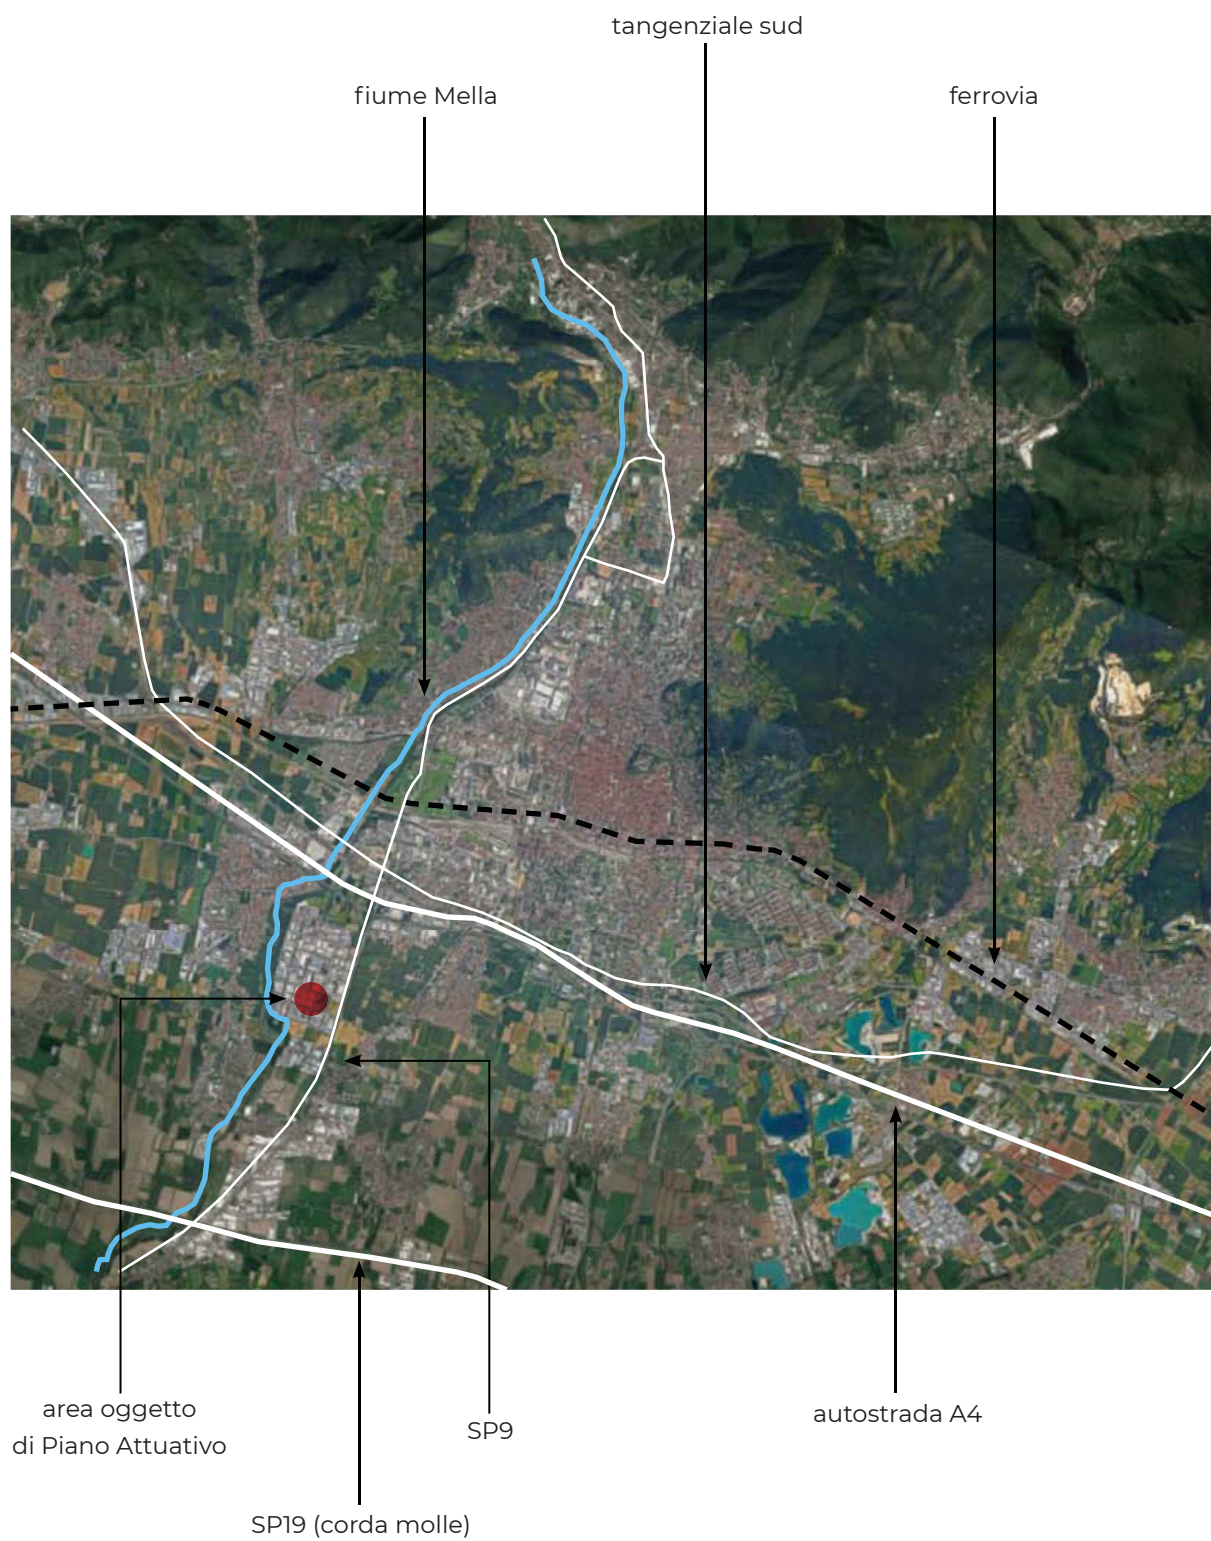 tangenziale sud
fiume Mella
ferrovia
area oggetto
di Piano Attuativo
SP9
autostrada A4
SP19 (corda molle)